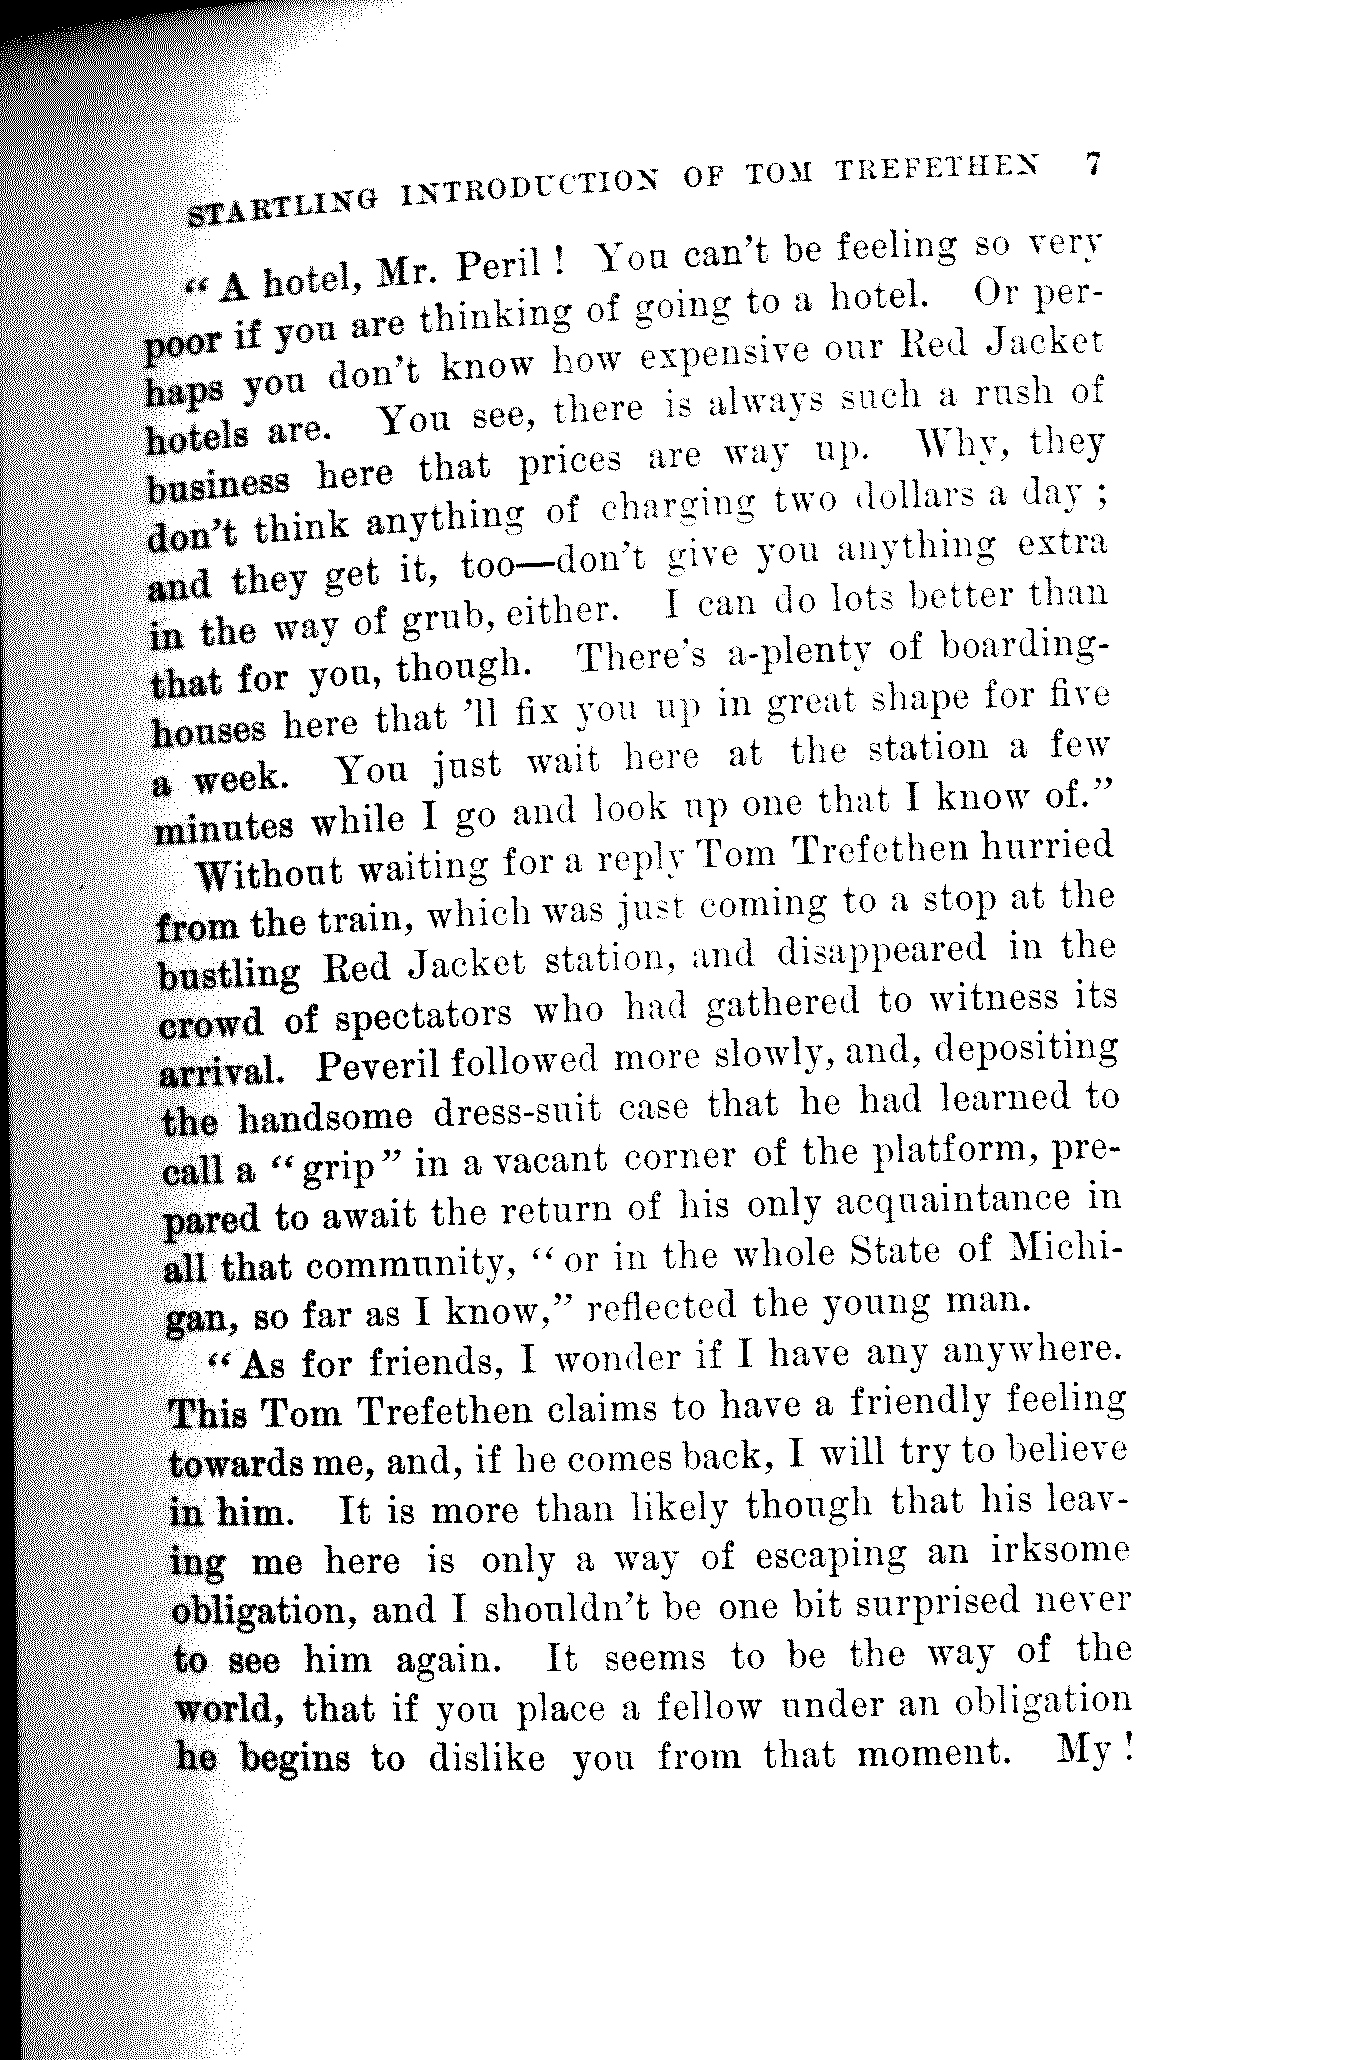 STARTLING INTRODUCTION OF TOM TREFETHEN 7
“A hotel, Mr. Peril! You can't be feeling so very
poor if you are thinking of going to a hotel. Or per-
haps you don't know how expensive our Red Jacket
hotels are. You see, there is always such a rush of
business here that prices are way up. Why, they
don't think anything of charging two dollars a day;
and they get it, too—don't give you anything extra
in the way of grub, either. I can do lots better than
that for you, though. There's a-plenty of boarding-
houses here that 'll fix you up in great shape for five
a week. You just wait here at the station a few
minutes while I go and look up one that I know of.”
Without waiting for a reply Tom Trefethen hurried
from the train, which was just coming to a stop at the
bustling Red Jacket station, and disappeared in the
crowd of spectators who had gathered to witness its
arrival. Peveril followed more slowly, and, depositing
the handsome dress-suit case that he had learned to
call a “grip” in a vacant corner of the platform, pre-
pared to await the return of his only acquaintance in
all that community, “or in the whole State of Michi-
gan, so far as I know,” reflected the young man.
“As for friends, I wonder if I have any anywhere.
This Tom Trefethen claims to have a friendly feeling
towards me, and, if he comes back, I will try to believe
in him. It is more than likely though that his leav-
ing me here is only a way of escaping an irksome
obligation, and I shouldn't be one bit surprised never
to see him again. It seems to be the way of the
world, that if you place a fellow under an obligation
he begins to dislike you from that moment. My!